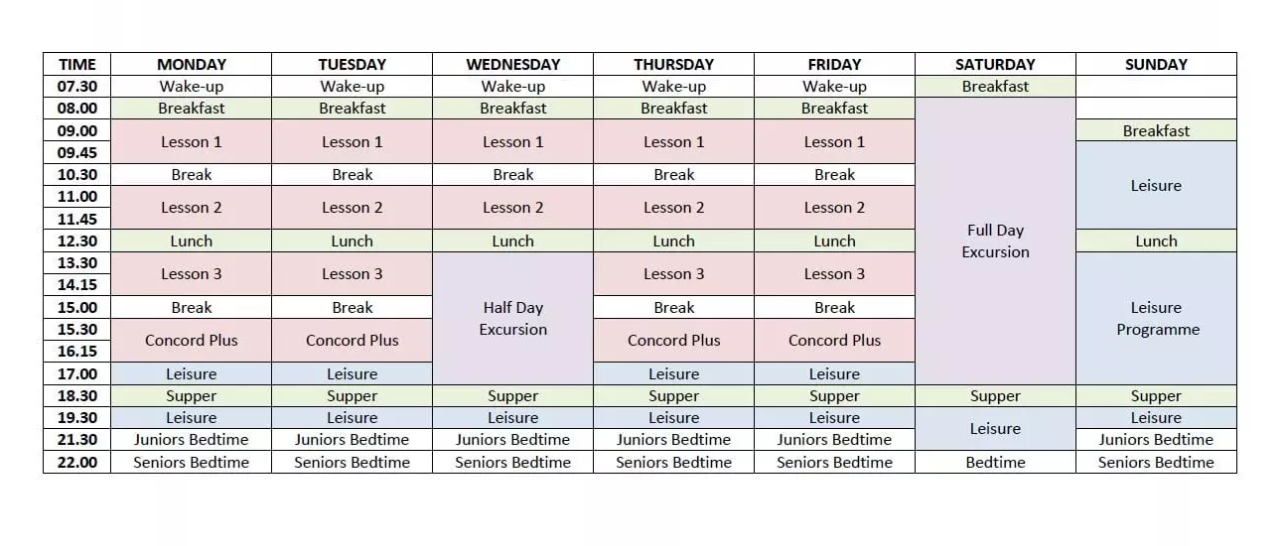 TIME MONDAY TUESDAY WEDNESDAY THURSDAY FRIDAY SATURDAY SUNDAY
07.30 Wake-up Wake-up Wake-up Wake-up Wake-up Breakfast
08.00 Breakfast Breakfast Breakfast Breakfast Breakfast
09.00 Breakfast
Lesson 1 Lesson 1 Lesson 1 Lesson 1 Lesson 1
09.45
10.30 Break Break Break Break Break
Leisure
11.00
Lesson 2 Lesson 2 Lesson 2 Lesson 2 Lesson 2
11.45
Full Day
12.30 Lunch Lunch Lunch Lunch Lunch Lunch
Excursion
13.30
Lesson 3 Lesson 3 Lesson 3 Lesson 3
14.15
15.00 Break Break Half Day Break Break Leisure
15.30 Excursion Programme
Concord Plus Concord Plus Concord Plus Concord Plus
16.15
17.00 Leisure Leisure Leisure Leisure
18.30 Supper Supper Supper Supper Supper Supper Supper
19.30 Leisure Leisure Leisure Leisure Leisure Leisure
Leisure
21.30 Juniors Bedtime Juniors Bedtime Juniors Bedtime Juniors Bedtime Juniors Bedtime Juniors Bedtime
22.00 Seniors Bedtime Seniors Bedtime Seniors Bedtime Seniors Bedtime Seniors Bedtime Bedtime Seniors Bedtime